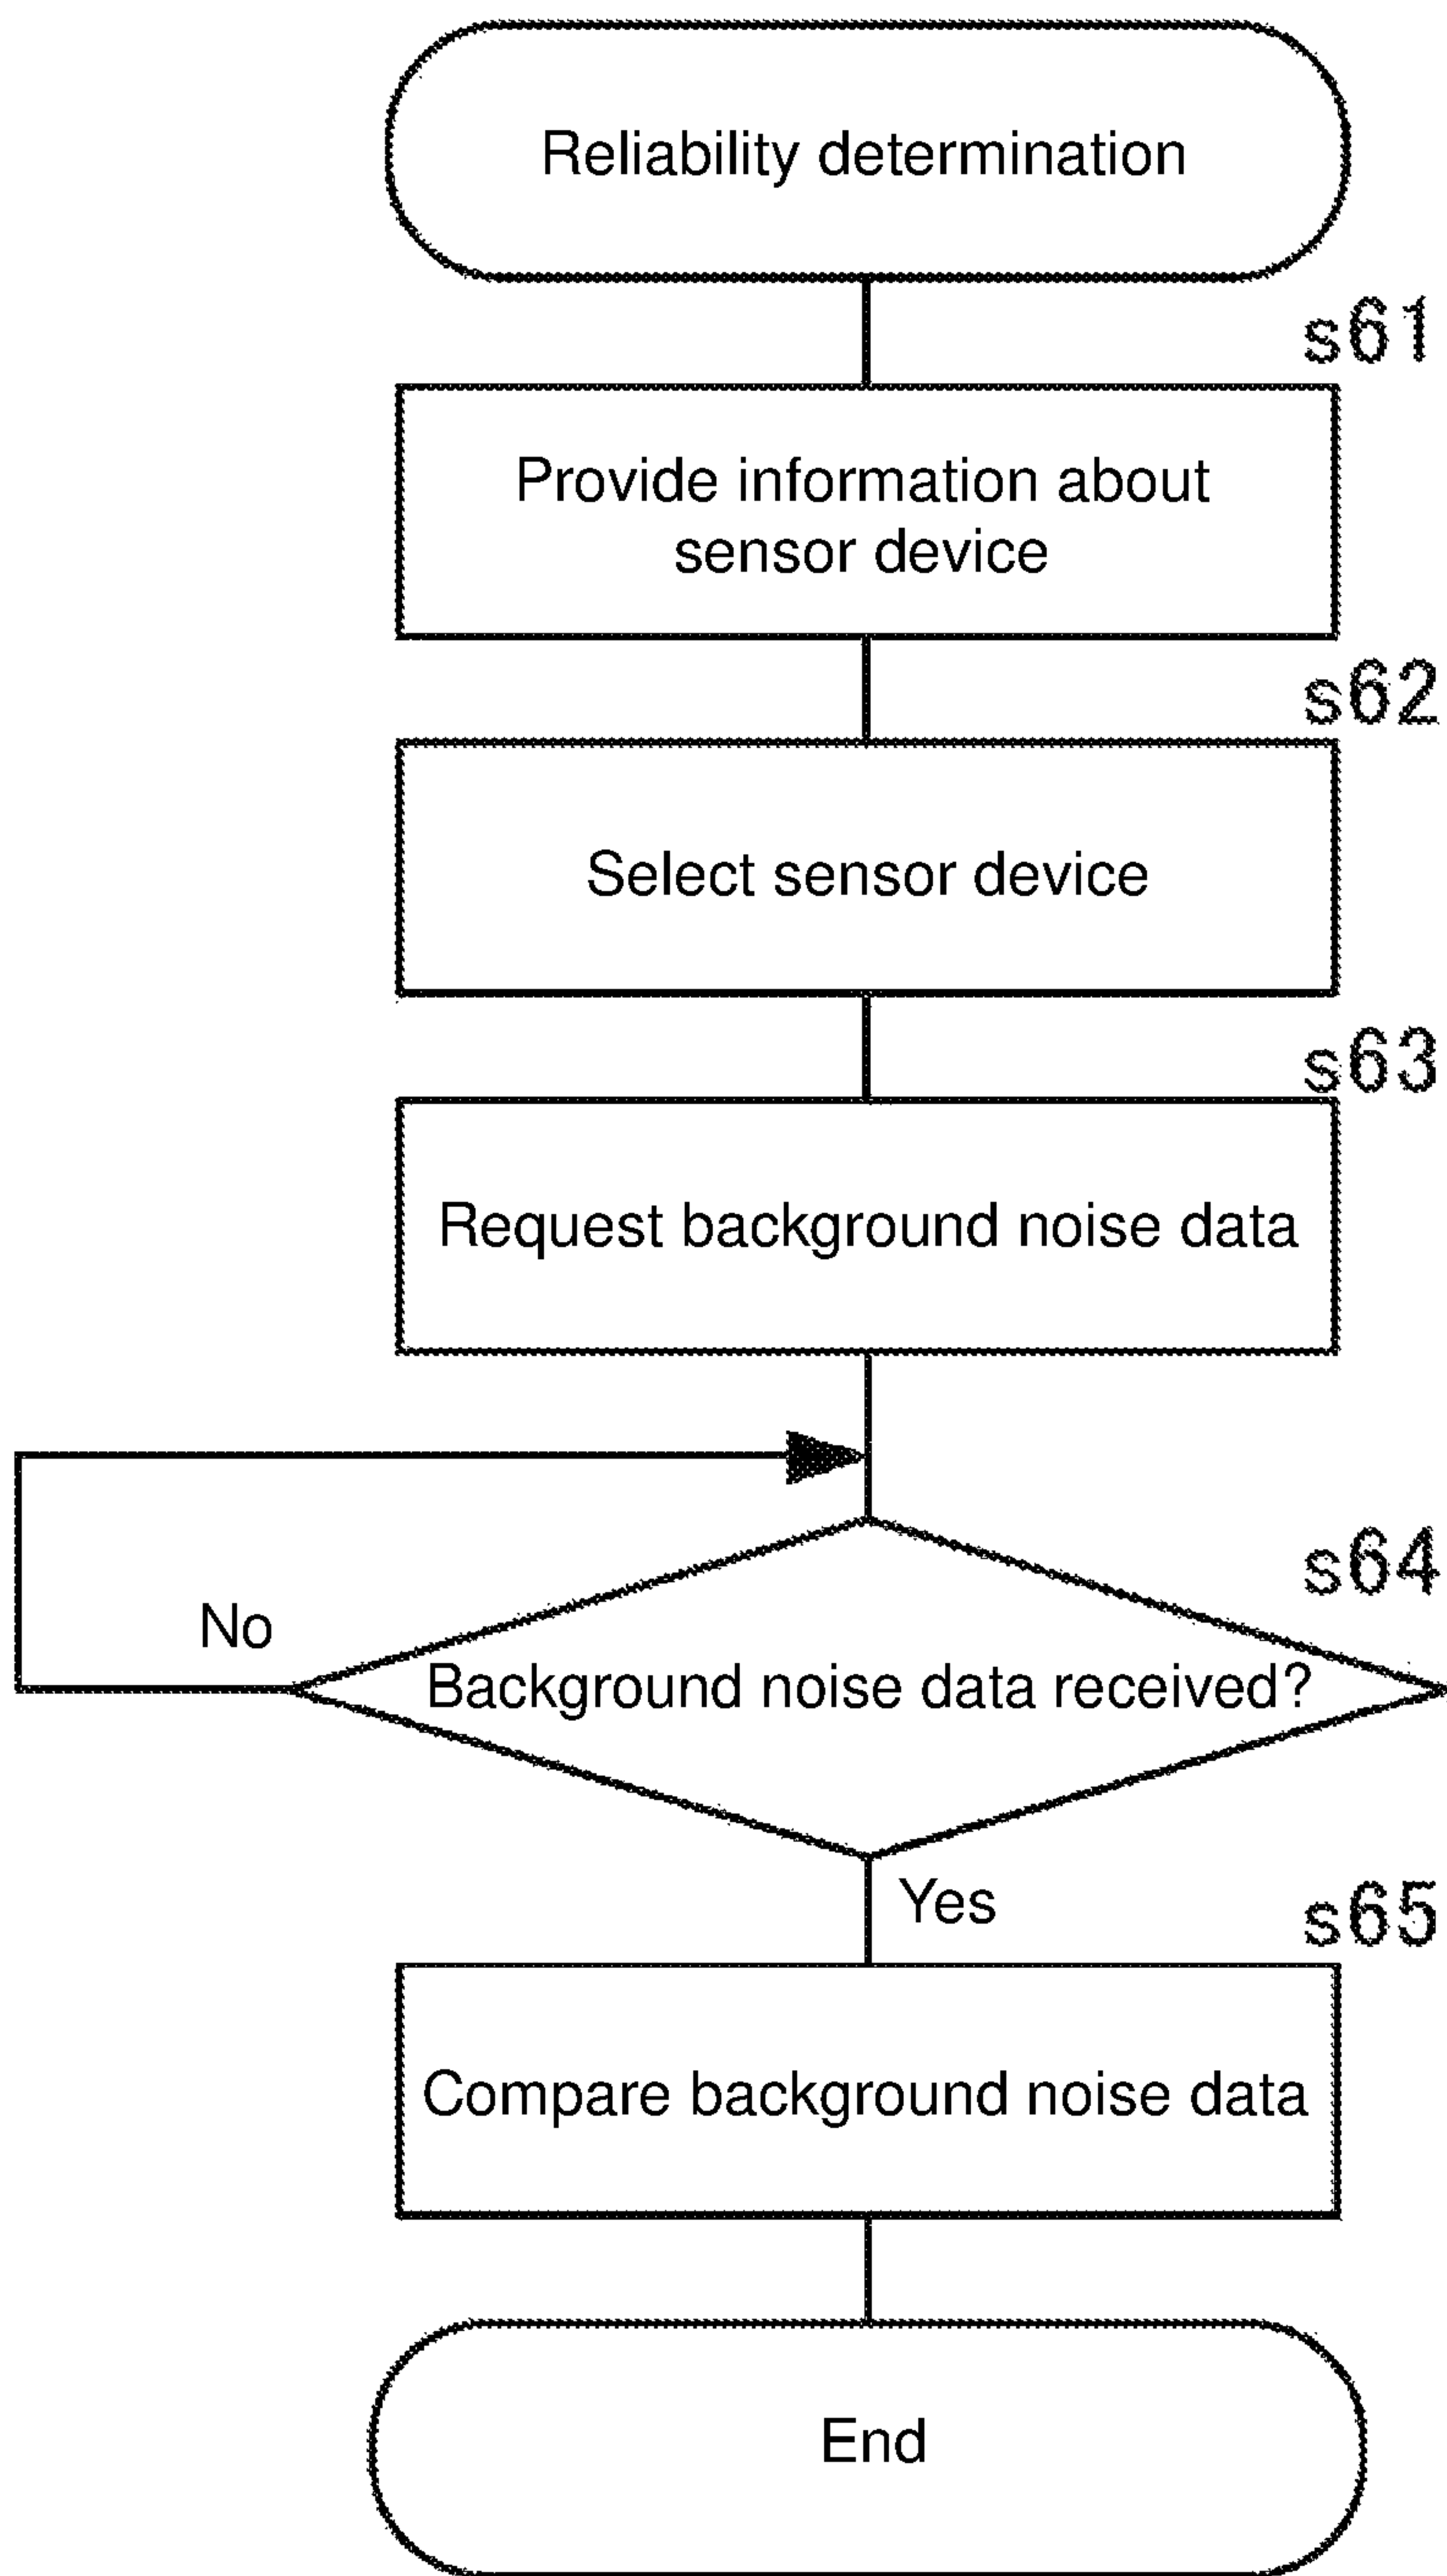 Reliability determination
s61
Provide information about
sensor device
s62
Select sensor device
s63
Request background noise data
s64
No
Background noise data received?
Yes
s65
Compare background noise data
End